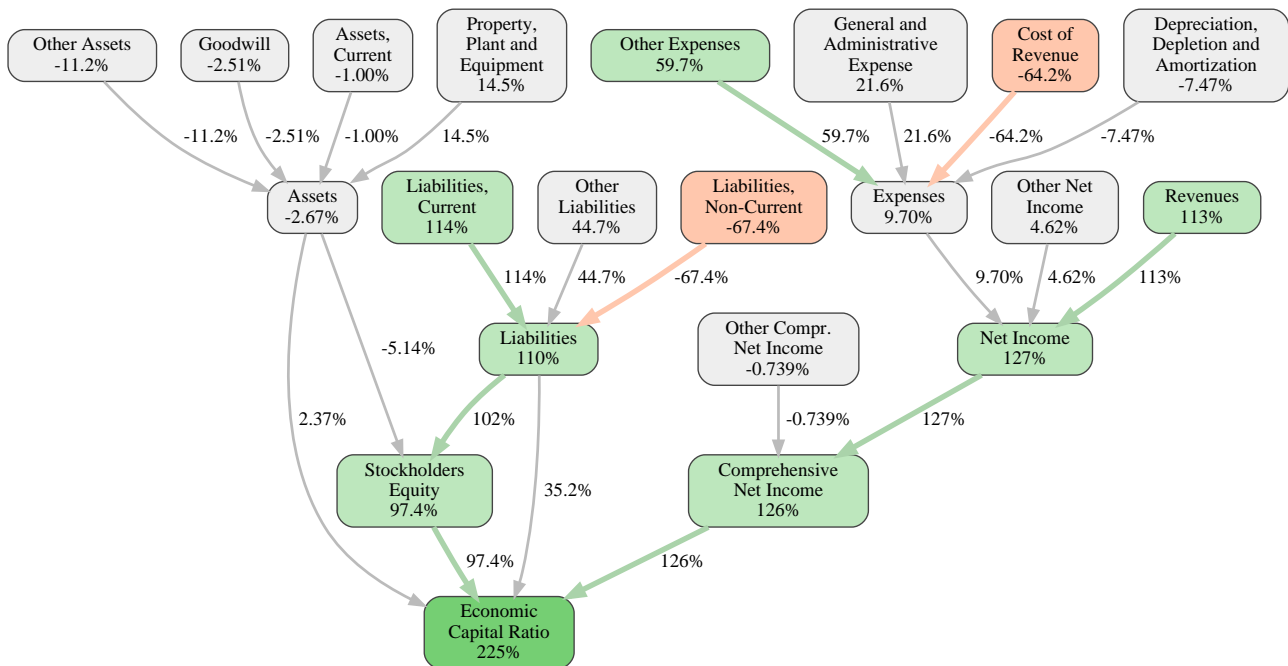 Other Assets
-11.2%
Goodwill
-2.51%
Assets,
Current
-1.00%
Property,
Plant and
Equipment
14.5%
Other Expenses
59.7%
General and
Administrative
Expense
21.6%
Cost of
Revenue
-64.2%
Depreciation,
Depletion and
Amortization
-7.47%
-11.2%
-2.51%
-1.00%
14.5%
59.7%
21.6%
-64.2%
-7.47%
Assets
-2.67%
Liabilities,
Current
114%
Other
Liabilities
44.7%
Liabilities,
Non-Current
-67.4%
Expenses
9.70%
Other Net
Income
4.62%
Revenues
113%
114%
44.7%
-67.4%
9.70%
4.62%
113%
-5.14%
Liabilities
110%
Other Compr.
Net Income
-0.739%
Net Income
127%
2.37%
102%
35.2%
-0.739%
127%
Stockholders
Equity
97.4%
Comprehensive
Net Income
126%
97.4%
126%
Economic
Capital Ratio
225%